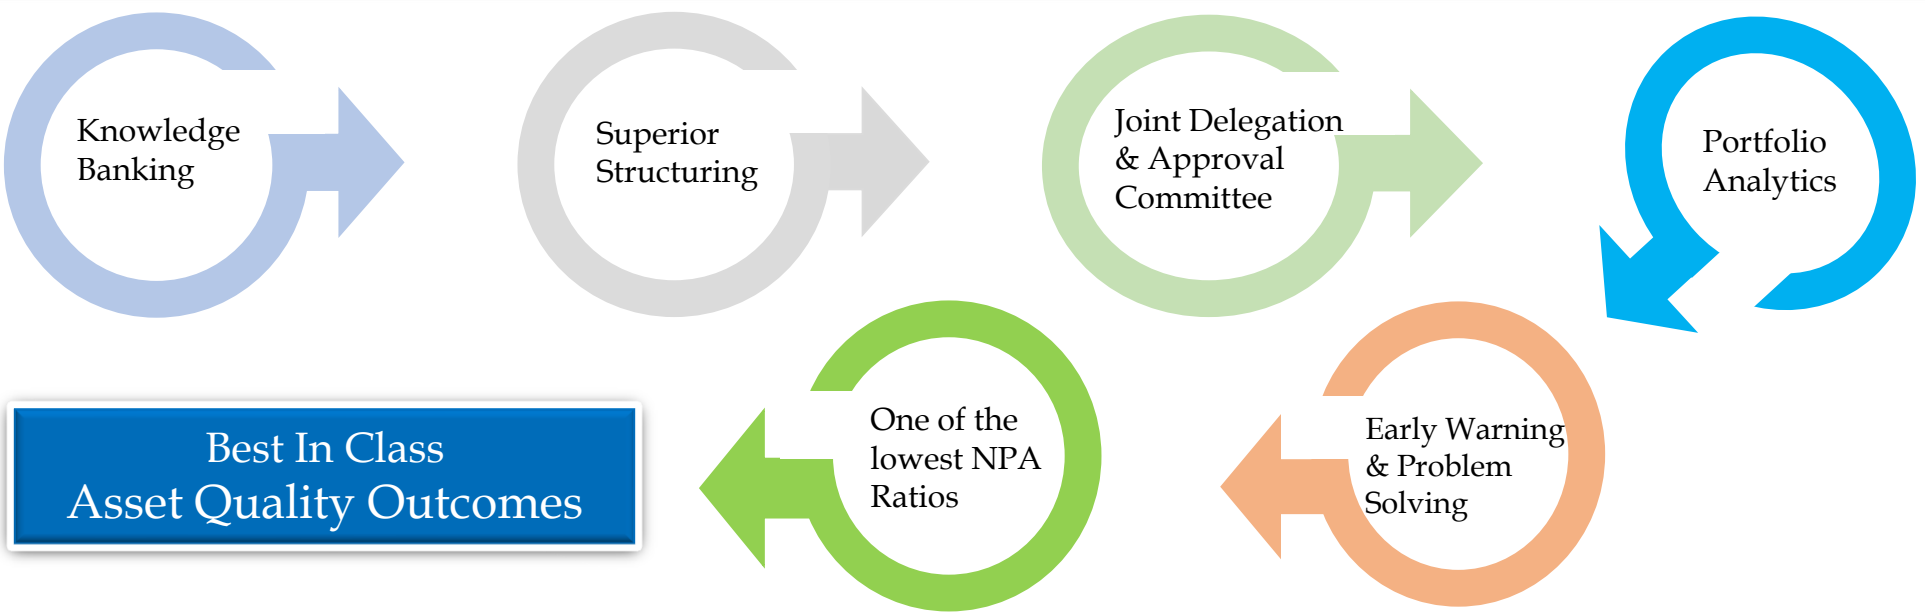 Knowledge
Banking
Superior
Structuring
Joint Delegation
& Approval
Committee
Portfolio
Analytics
Early Warning
& Problem
Solving
One of the
lowest NPA
Ratios
Best In Class
Asset Quality Outcomes